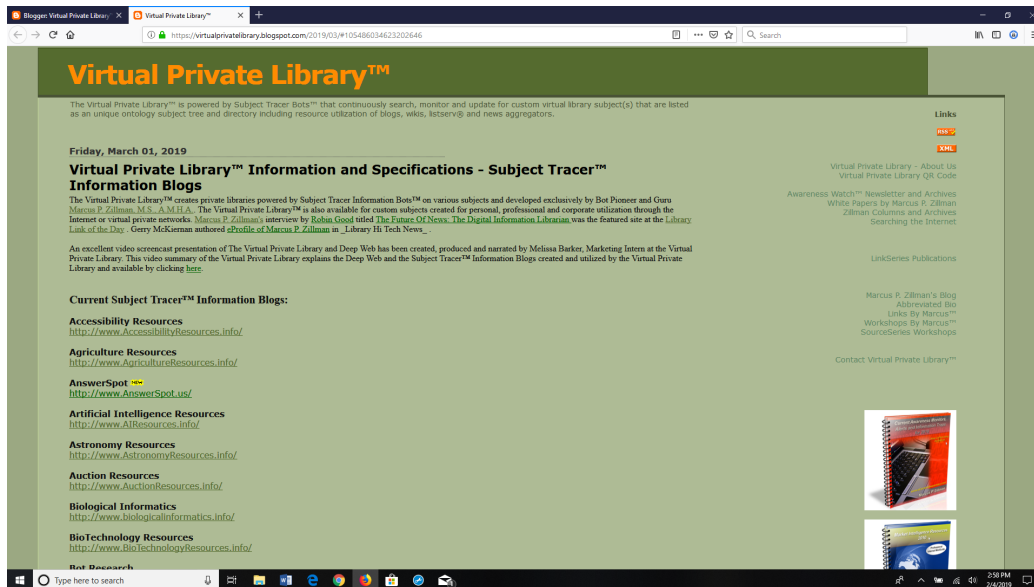 Blogger: Virtual Private Library
Virtual Private Library™
https://virtualprivatelibrary.blogspot.com/2019/03/#105486034623202646
Search
Virtual Private Library™
The Virtual Private Library™ is powered by Subject Tracer Bots™ that continuously search, monitor and update for custom virtual library subject(s) that are listed
as an unique ontology subject tree and directory including resource utilization of blogs, wikis, listserv® and news aggregators.
Friday, March 01, 2019
Virtual Private Library™ Information and Specifications - Subject Tracer™
Information Blogs
The Virtual Private Library™ creates private libraries powered by Subject Tracer Information Bots™ on various subjects and developed exclusively by Bot Pioneer and Guru
Marcus P. Zillman, M.S., A.M.H.A.. The Virtual Private Library™ is also available for custom subjects created for personal, professional and corporate utilization through the
Internet or virtual private networks. Marcus P. Zillman's interview by Robin Good titled The Future Of News: The Digital Information Librarian was the featured site at the Library
Link of the Day . Gerry McKiernan authored eProfile of Marcus P. Zillman in _Library Hi Tech News_ .
An excellent video screencast presentation of The Virtual Private Library and Deep Web has been created, produced and narrated by Melissa Barker, Marketing Intern at the Virtual
Private Library. This video summary of the Virtual Private Library explains the Deep Web and the Subject Tracer™ Information Blogs created and utilized by the Virtual Private
Library and available by clicking here.
Current Subject Tracer™ Information Blogs:
Accessibility Resources
http://www.AccessibilityResources.info/
Agriculture Resources
http://www.AgricultureResources.info/
AnswerSpot NEW
http://www.AnswerSpot.us/
Artificial Intelligence Resources
http://www.AIResources.info/
Astronomy Resources
http://www.AstronomyResources.info/
Auction Resources
http://www.AuctionResources.info/
Biological Informatics
http://www.biologicalinformatics.info/
BioTechnology Resources
http://www.BioTechnologyResources.info/
Bot Research
Links
RSS
XML
Virtual Private Library - About Us
Virtual Private Library QR Code
Awareness Watch™ Newsletter and Archives
White Papers by Marcus P. Zillman
Zillman Columns and Archives
Searching the Internet
LinkSeries Publications
Marcus P. Zillman's Blog
Abbreviated Bio
Links By Marcus™
Workshops By Marcus™
SourceSeries Workshops
Contact Virtual Private Library™
Type here to search
2:58 PM
2/4/2019